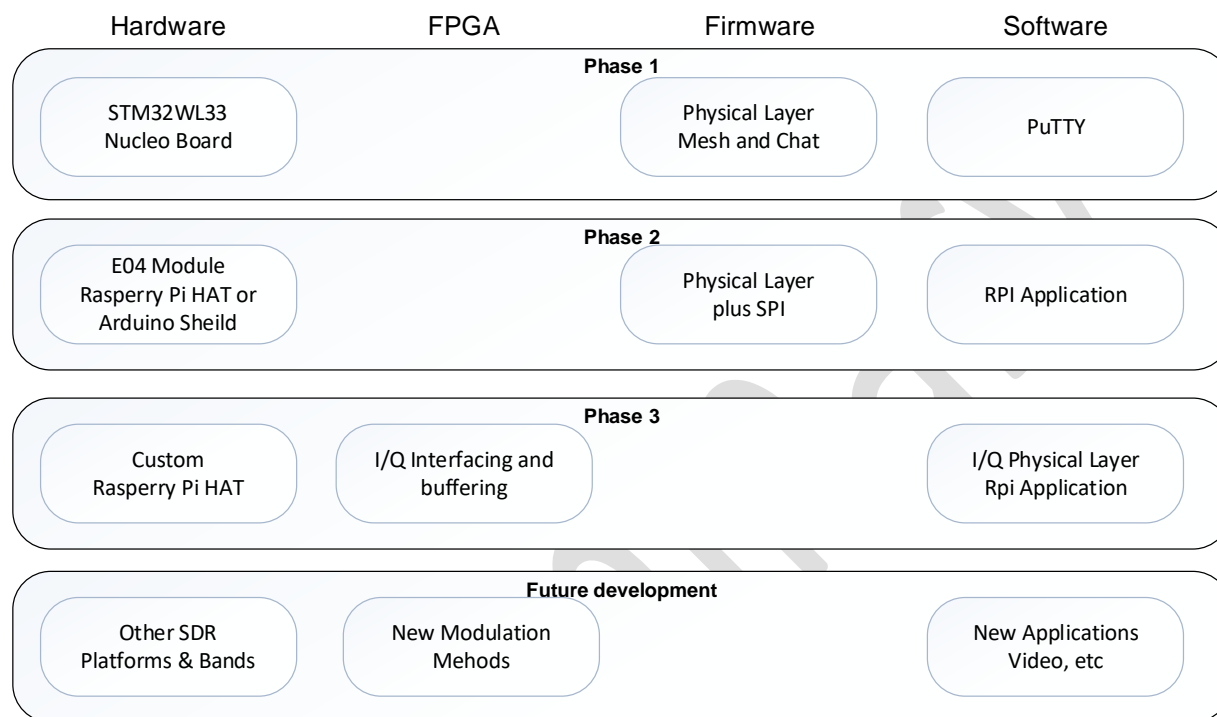 Hardware FPGA Firmware Software
Phase 1
STM32WL33
Nucleo Board
Physical Layer
Mesh and Chat
PuTTY
Phase 2
E04 Module
Rasperry Pi HAT or
Arduino Sheild
Physical Layer
plus SPI
RPI Application
Phase 3
Custom
Rasperry Pi HAT
I/Q Interfacing and
buffering
I/Q Physical Layer
Rpi Application
Future development
Other SDR
Platforms & Bands
New Modulation
Mehods
New Applications
Video, etc